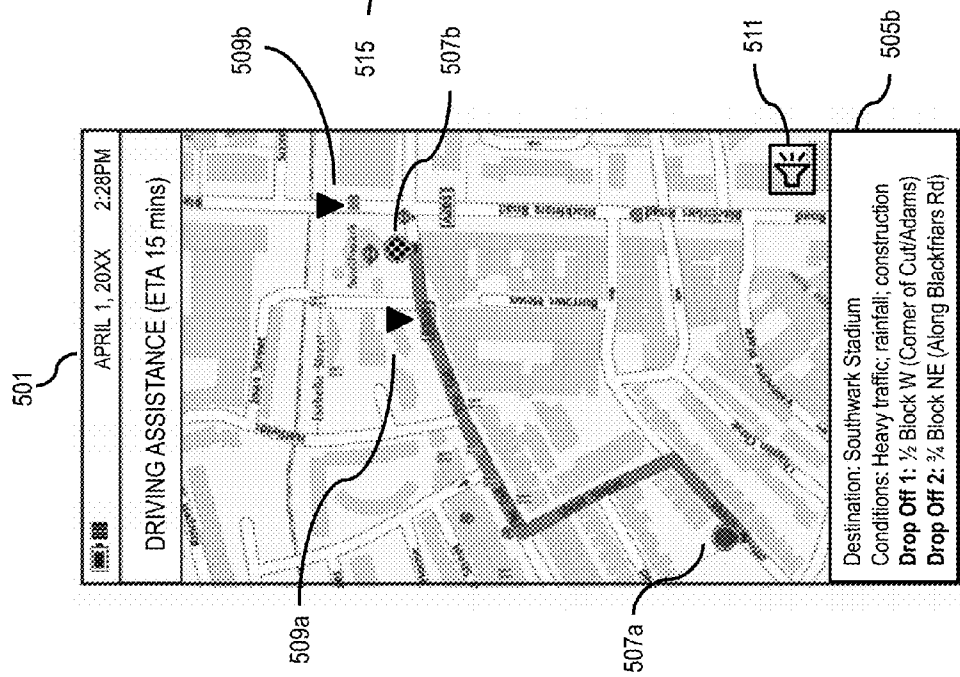 501
APRIL 1, 20XX 2:28PM
DRIVING ASSISTANCE (ETA 15 mins)
509b
515
507b
509a
Blackfriars Road
507a
511
505b
Destination: Southwark Stadium
Conditions: Heavy traffic; rainfall; construction
Drop Off 1: ½ Block W (Corner of Cut/Adams)
Drop Off 2: ¾ Block NE (Along Blackfriars Rd)